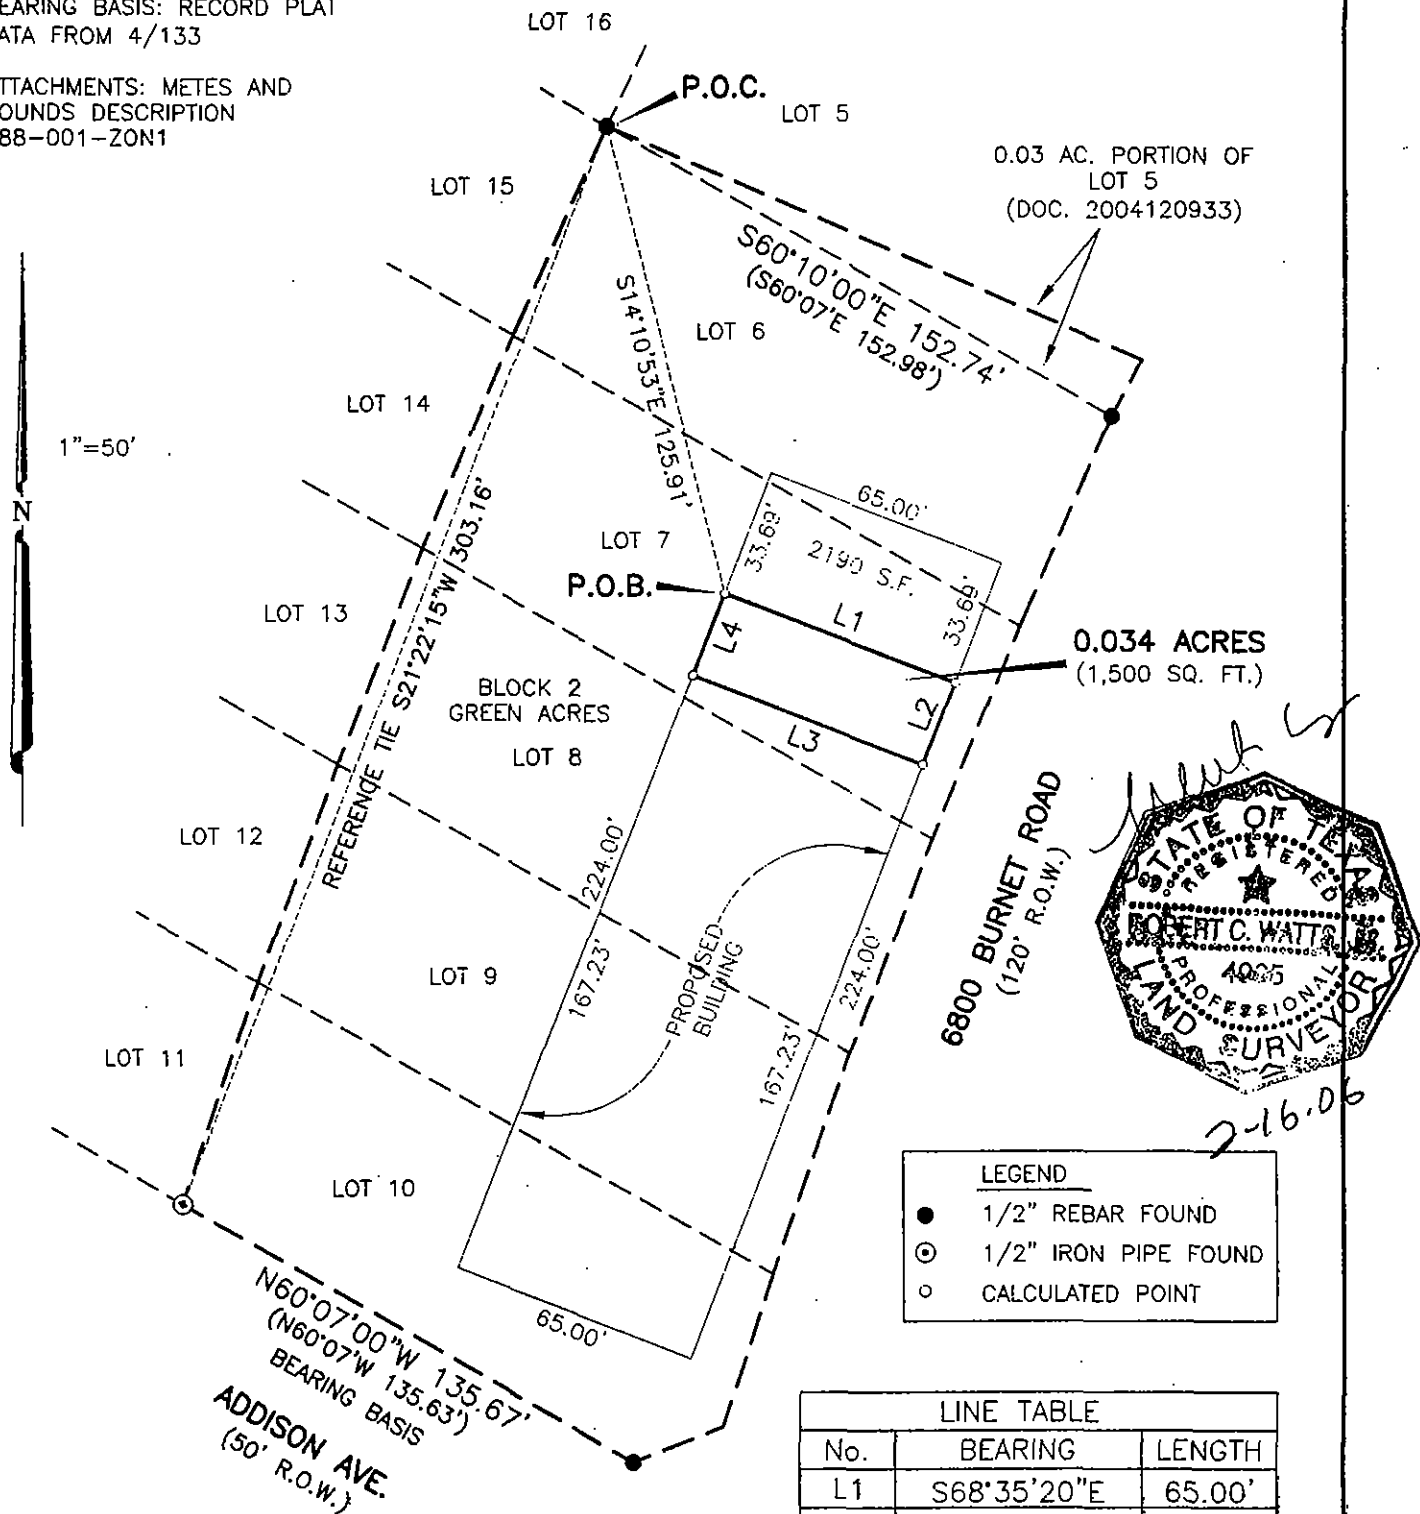 EARING BASIS: RECORD PLAT
ATA FROM 4/133
TTACHMENTS: METES AND
OUNDS DESCRIPTION
88-001-ZON1
LOT 16
P.O.C.
LOT 5
0.03 AC. PORTION OF
LOT 5
(DOC. 2004120933)
LOT 15
S60°10'00"E 152.74'
(S60°07'E 152.98')
S14°10'53"E 125.91'
LOT 6
LOT 14
1"=50'
N
65.00'
33.69'
2190 S.F.
33.69'
LOT 7
P.O.B.
L1
L4
L2
L3
0.034 ACRES
(1,500 SQ. FT.)
LOT 13
REFERENCE TIE S21°22'15"W 303.16'
BLOCK 2
GREEN ACRES
LOT 8
LOT 12
6800 BURNET ROAD
(120' R.O.W.)
224.00'
167.23'
PROPOSED
BUILDING
224.00'
167.23'
LOT 9
LOT 11
LOT 10
65.00'
N60°07'00"W 135.67'
(N60°07'W 135.63')
BEARING BASIS
ADDISON AVE.
(50' R.O.W.)
STATE OF TEXAS
REGISTERED
ROBERT C. WATTS, JR.
PROFESSIONAL
LAND SURVEYOR
2-16-06
LEGEND
1/2" REBAR FOUND
1/2" IRON PIPE FOUND
CALCULATED POINT
LINE TABLE
No. BEARING LENGTH
L1 S68°35'20"E 65.00'